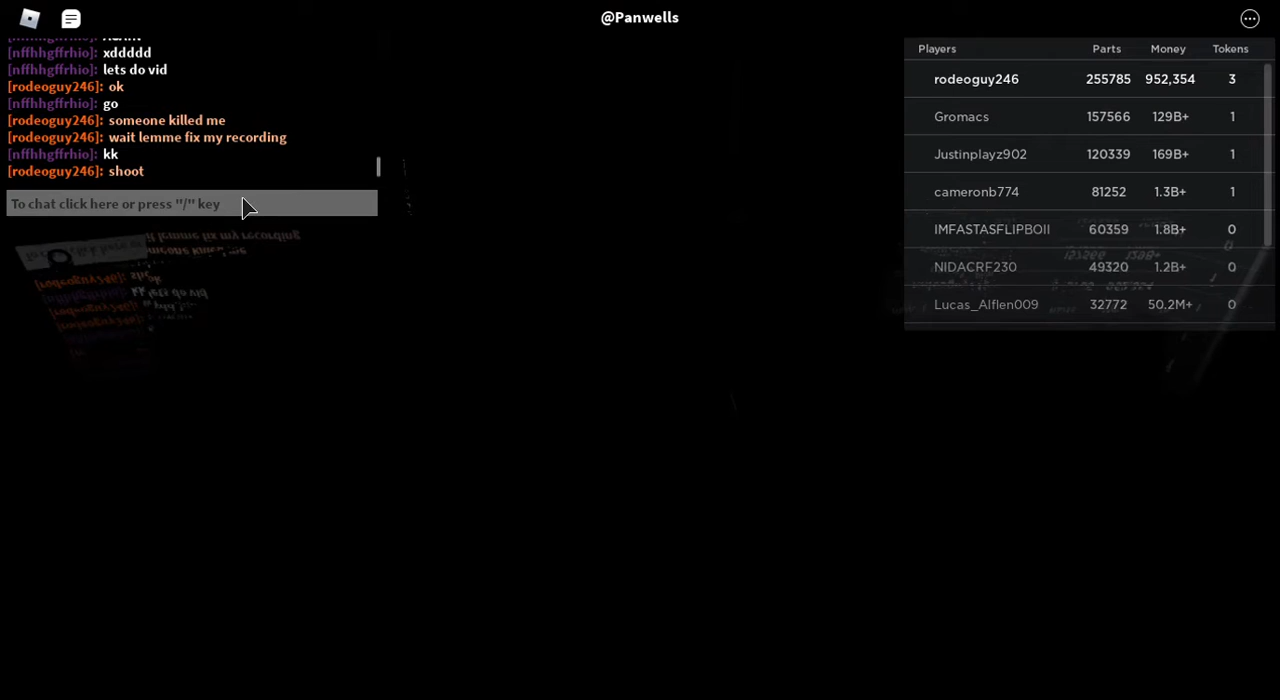 @Panwells
[nffhhgffrhio]: xddddd
[nffhhgffrhio]: lets do vid
[rodeoguy246]: ok
[nffhhgffrhio]: go
[rodeoguy246]: someone killed me
[rodeoguy246]: wait lemme fix my recording
[nffhhgffrhio]: kk
[rodeoguy246]: shoot
To chat click here or press "/" key
Players Parts Money Tokens
rodeoguy246 255785 952,354 3
Gromacs 157566 129B+ 1
Justinplayz902 120339 169B+ 1
cameronb774 81252 1.3B+ 1
IMFASTASFLIPBOII 60359 1.8B+ 0
NIDACRF230 49320 1.2B+ 0
Lucas_Alflen009 32772 50.2M+ 0